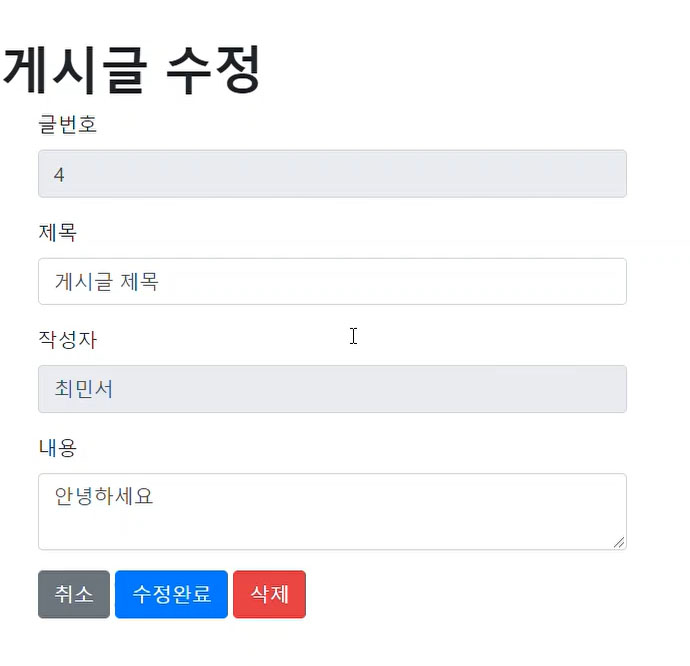 게시글 수정
글번호
4
제목
게시글 제목
작성자
최민서
내용
안녕하세요
취소 수정완료 삭제